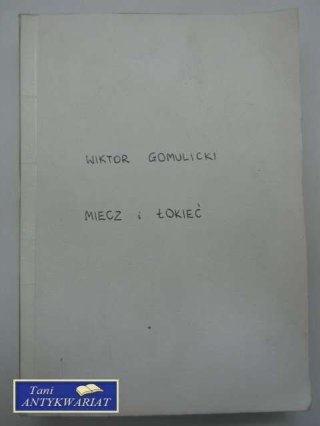 WIKTOR GOMULICKI
MIECZ i ŁOKIEĆ
Tani
ANTYKWARIAT